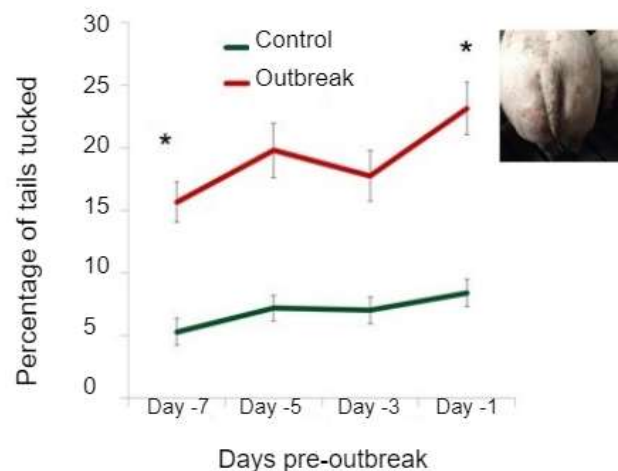 30
25
20
15
10
5
0
Percentage of tails tucked
Control
Outbreak
*
*
Day -7
Day -5
Day -3
Day -1
Days pre-outbreak